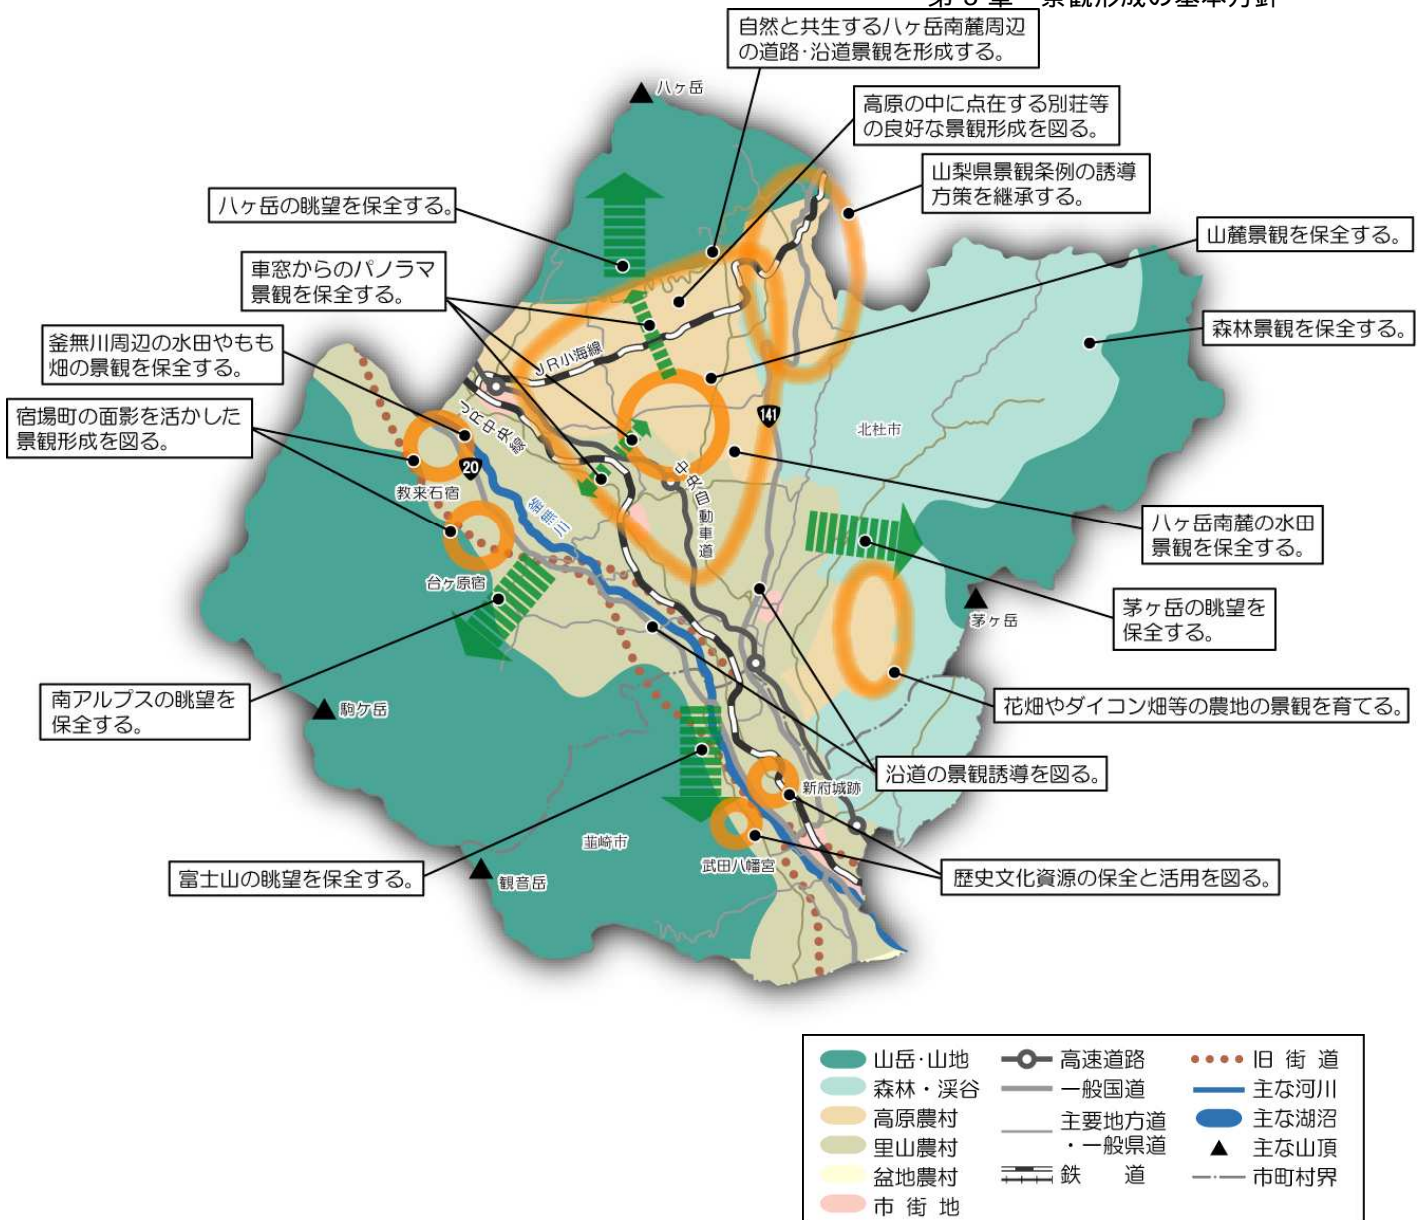 第 3 章　景観形成の基本方針
自然と共生する八ヶ岳南麓周辺
の道路･沿道景観を形成する。
八ヶ岳
高原の中に点在する別荘等
の良好な景観形成を図る。
山梨県景観条例の誘導
方策を継承する。
八ヶ岳の眺望を保全する。
山麓景観を保全する。
車窓からのパノラマ
景観を保全する。
森林景観を保全する。
釜無川周辺の水田やもも
畑の景観を保全する。
JR小海線
宿場町の面影を活かした
景観形成を図る。
JR中央線
141
北杜市
20
教来石宿
釜無川
中央自動車道
八ヶ岳南麓の水田
景観を保全する。
台ケ原宿
茅ヶ岳
茅ヶ岳の眺望を
保全する。
南アルプスの眺望を
保全する。
駒ケ岳
花畑やダイコン畑等の農地の景観を育てる。
沿道の景観誘導を図る。
新府城跡
韮崎市
武田八幡宮
富士山の眺望を保全する。
観音岳
歴史文化資源の保全と活用を図る。
山岳･山地
高速道路
旧 街 道
森林・渓谷
一般国道
主な河川
高原農村
主要地方道
・一般県道
主な湖沼
里山農村
主な山頂
盆地農村
鉄　道
市町村界
市 街 地